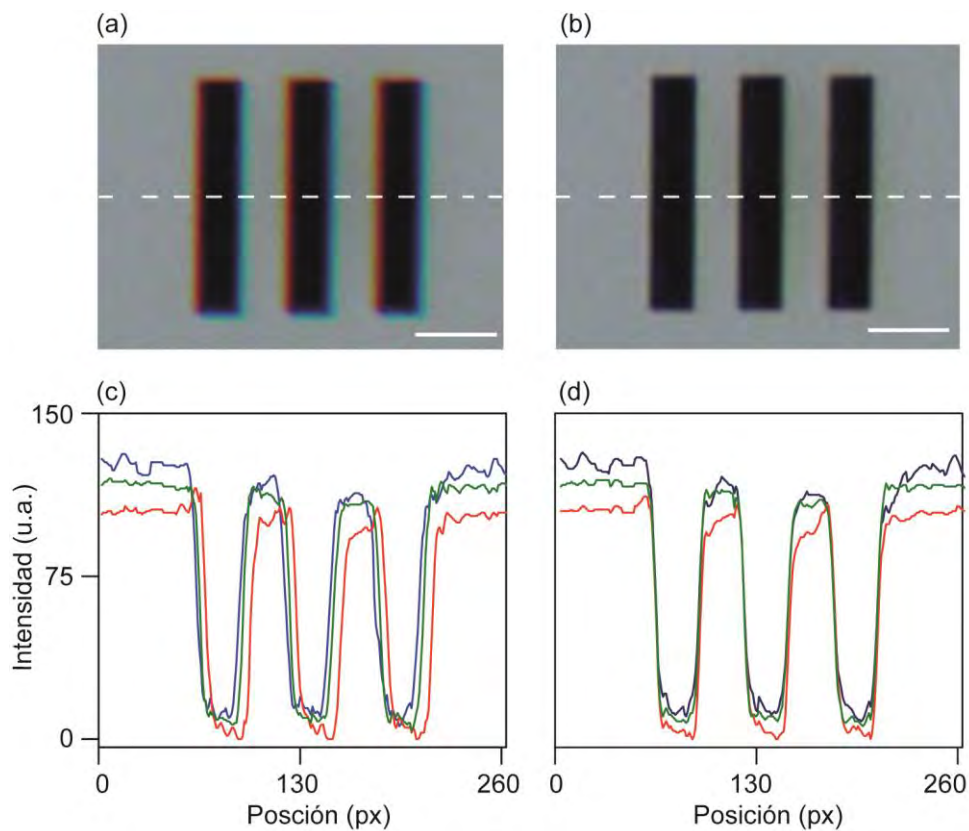 (a)
(b)
(c)
(d)
150
75
0
Intensidad (u.a.)
0
130
260
Posción (px)
0
130
260
Posición (px)